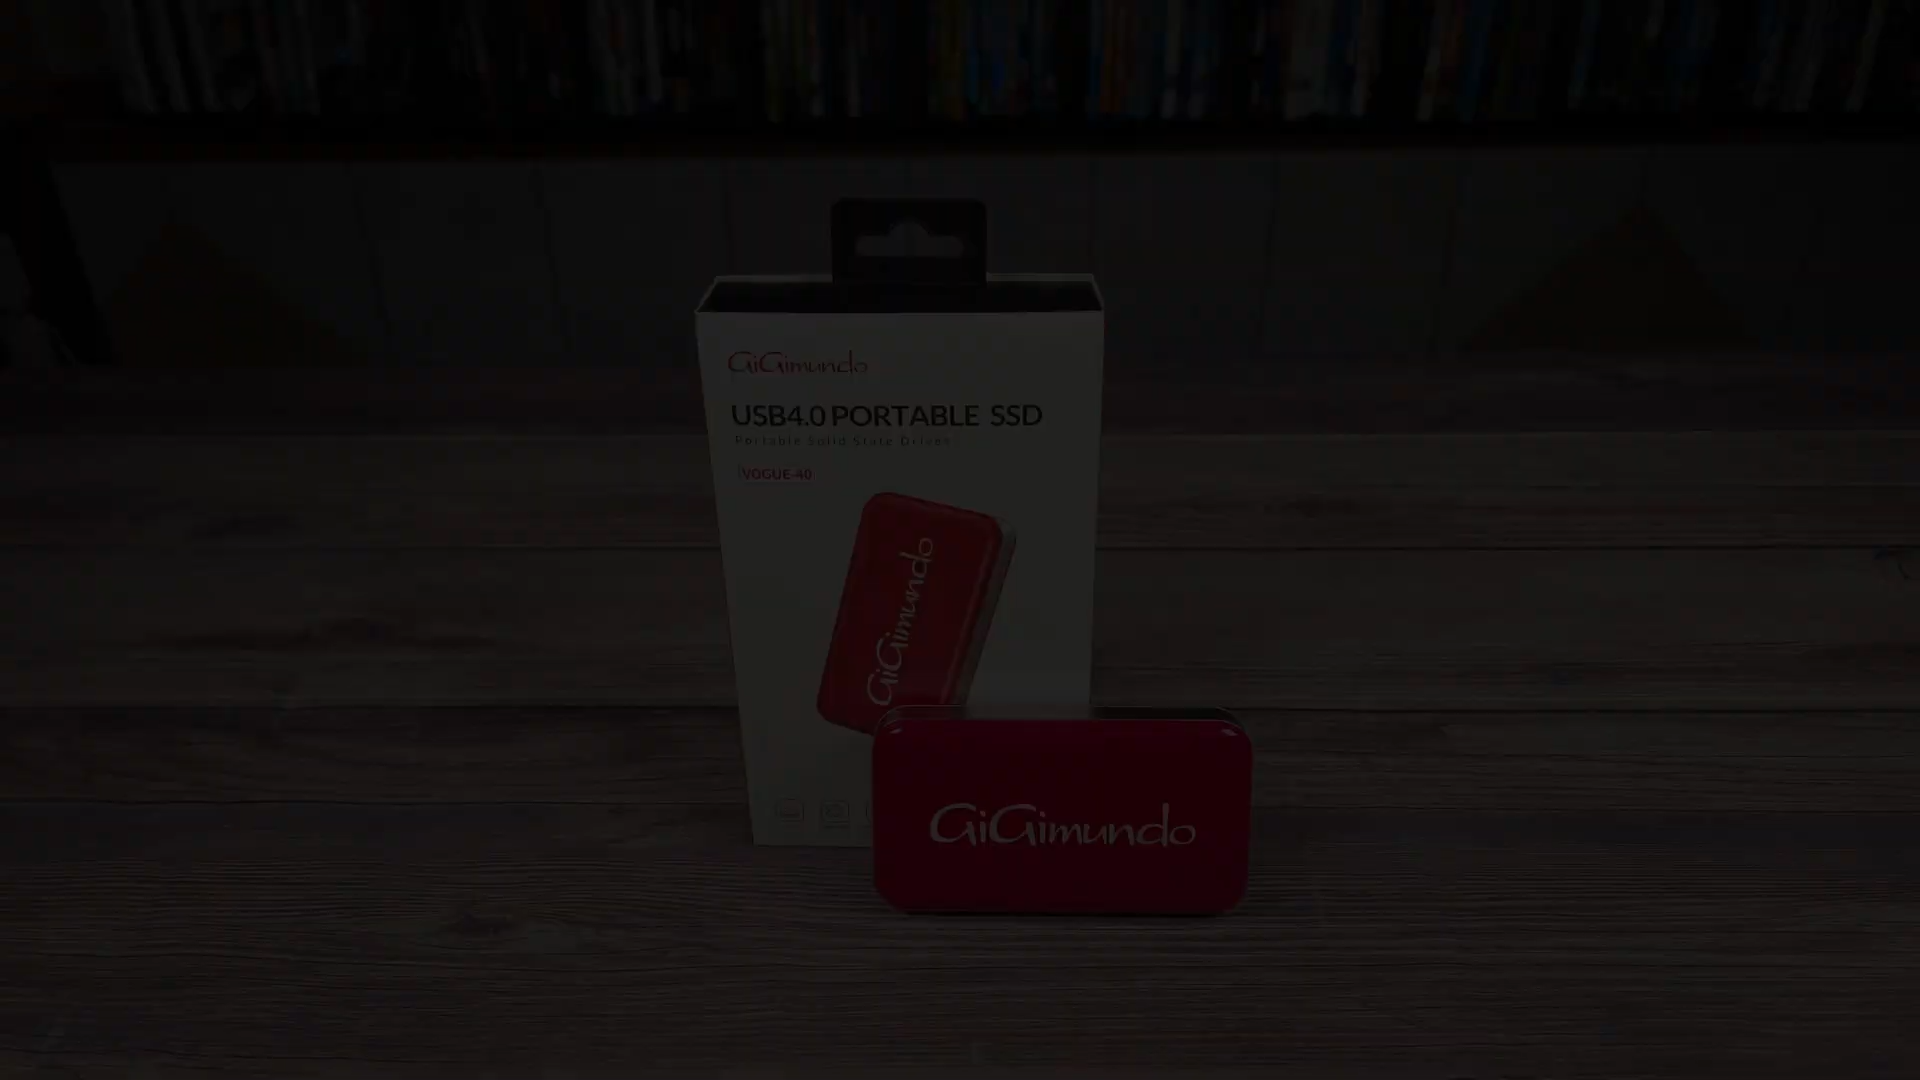 GiGimundo
USB4.0 PORTABLE SSD
Portable Solid State Drives
VOGUE-40
GiGimundo
GiGimundo